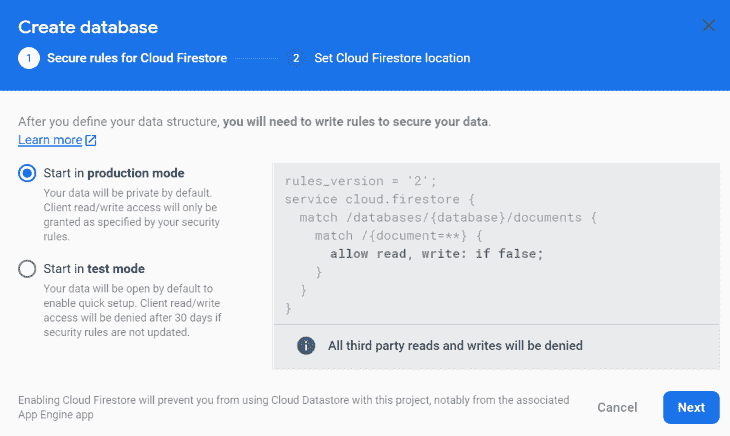 Create database
1 Secure rules for Cloud Firestore 2 Set Cloud Firestore location
After you define your data structure, you will need to write rules to secure your data.
Learn more
Start in production mode
Your data will be private by default.
Client read/write access will only be
granted as specified by your security
rules.
Start in test mode
Your data will be open by default to
enable quick setup. Client read/write
access will be denied after 30 days if
security rules are not updated.
rules_version = '2';
service cloud.firestore {
match /databases/{database}/documents {
match /{document=**} {
allow read, write: if false;
}
}
}
All third party reads and writes will be denied
Enabling Cloud Firestore will prevent you from using Cloud Datastore with this project, notably from the associated
App Engine app
Cancel Next